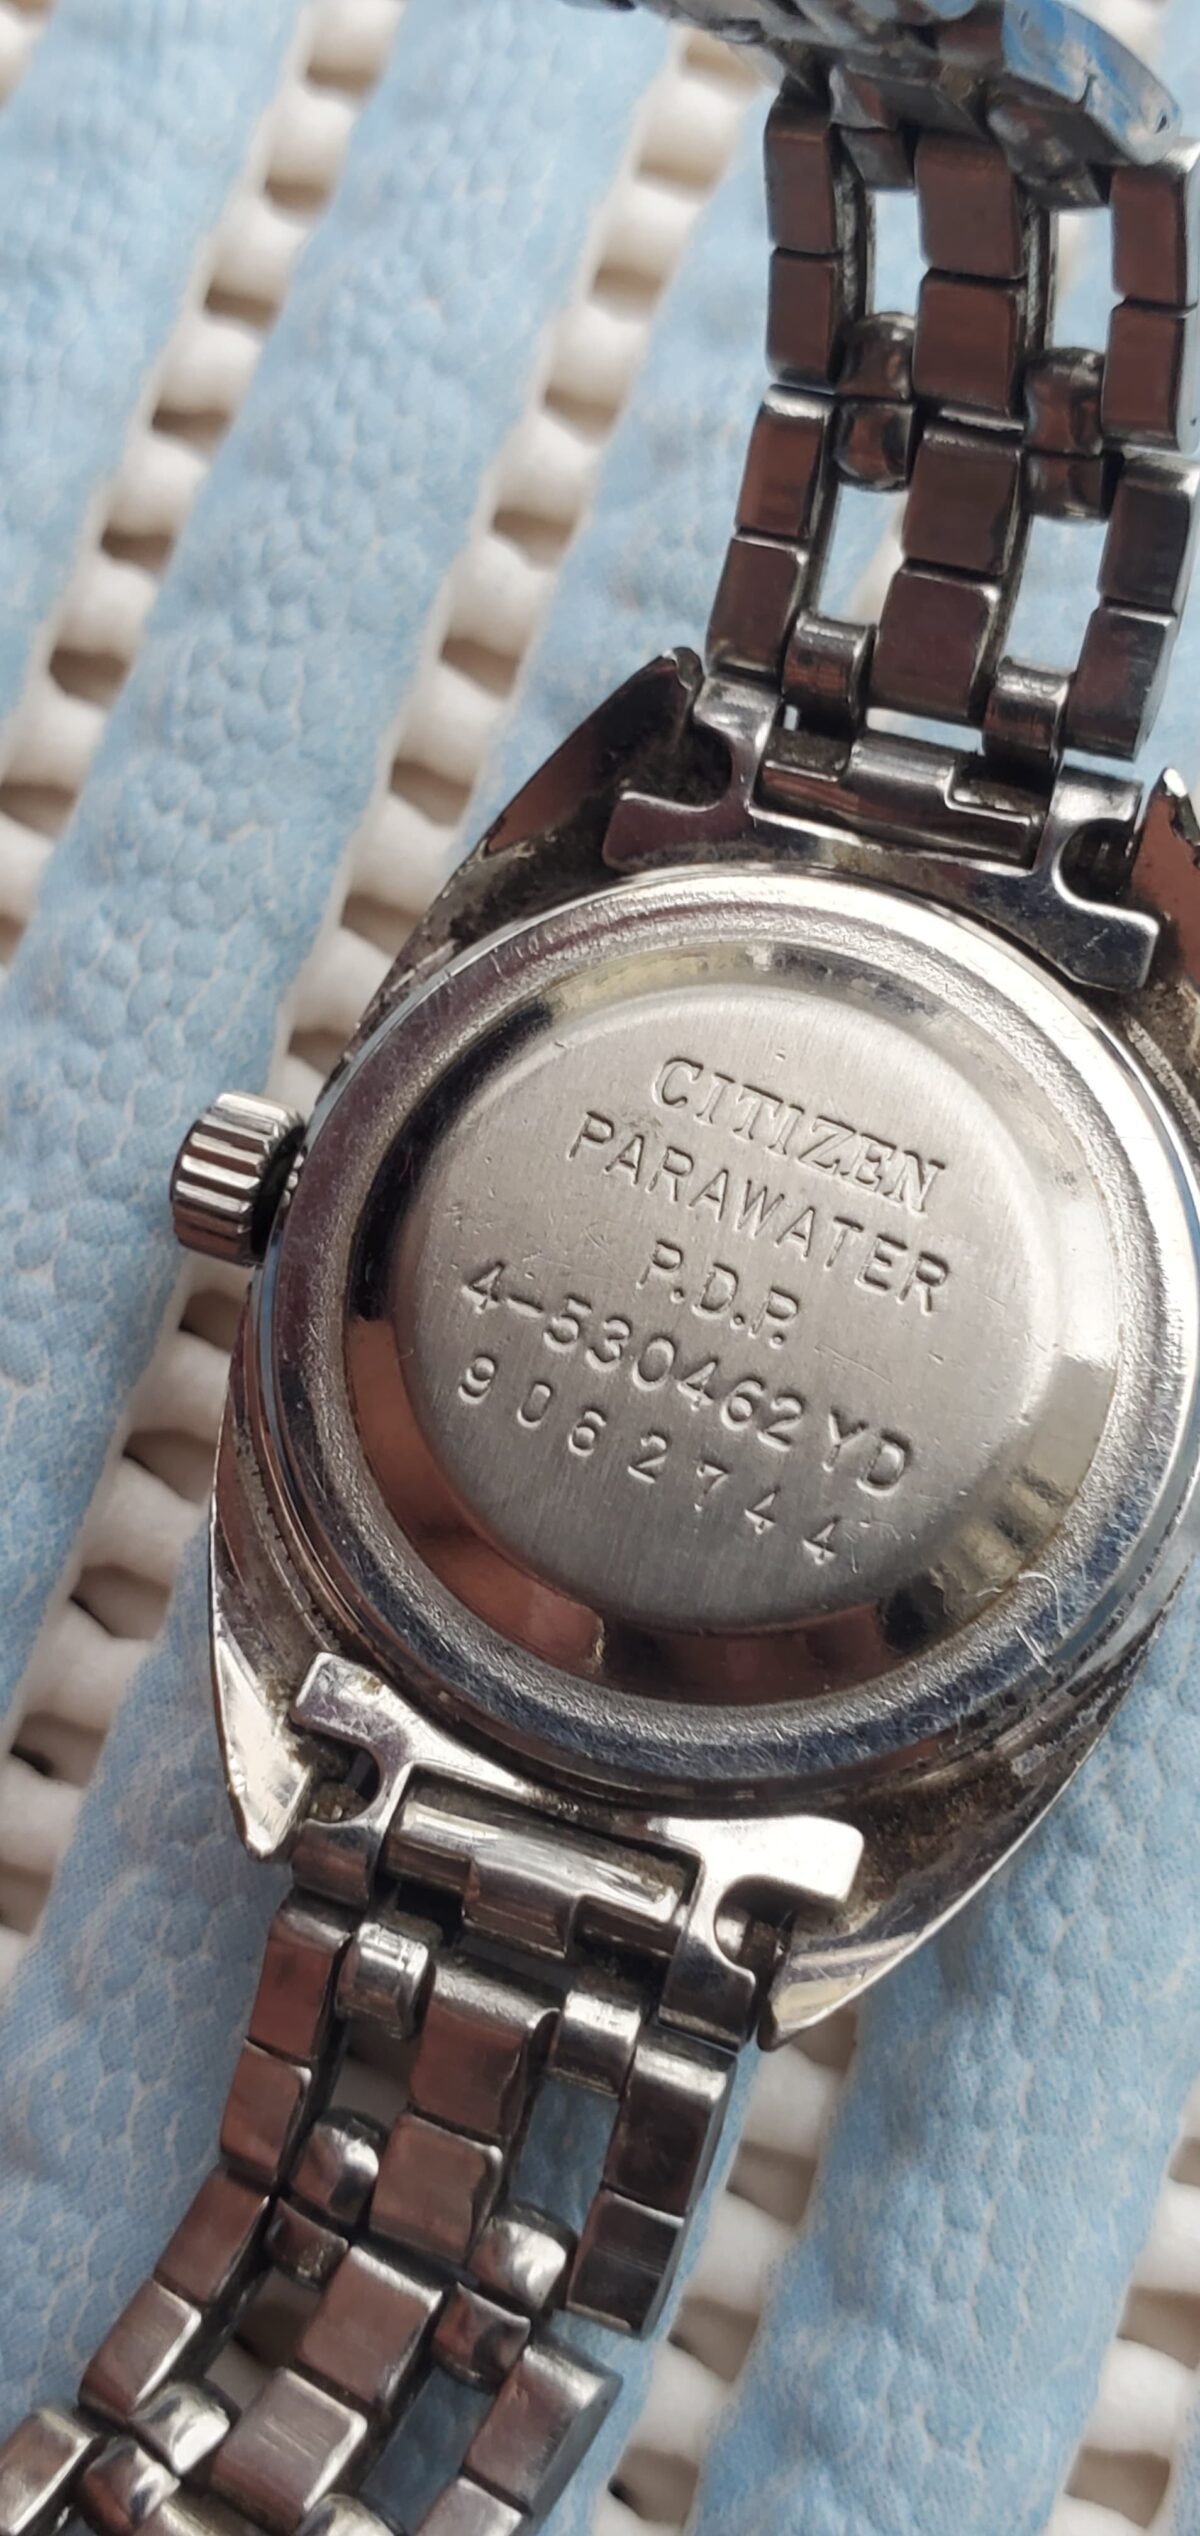 CITIZEN
PARAWATER
P.D.P.
4-530462 YD
9062744